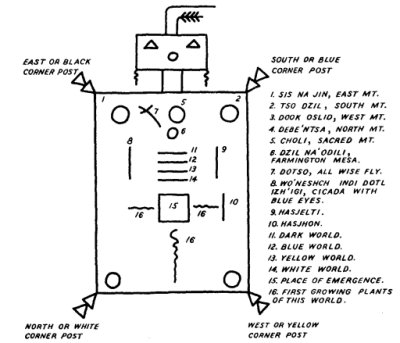 EAST OR BLACK
CORNER POST
SOUTH OR BLUE
CORNER POST
1
7
5
2
6
8
11
12
13
14
9
15
16
16
10
16
NORTH OR WHITE
CORNER POST
WEST OR YELLOW
CORNER POST
1. SIS NA JIN, EAST MT.
2. TSO DZIL, SOUTH MT.
3. DOOK OSLID, WEST MT.
4. DEBE'NTSA, NORTH MT.
5. CHOLI, SACRED MT.
6. DZIL NA'ODILI,
FARMINGTON MESA.
7. DOTSO, ALL WISE FLY.
8. WO'NESHCH INDI DOTL
IZH'IGI, CICADA WITH
BLUE EYES.
9. HASJELTI.
10. HASJHON.
11. DARK WORLD.
12. BLUE WORLD.
13. YELLOW WORLD.
14. WHITE WORLD.
15. PLACE OF EMERGENCE.
16. FIRST GROWING PLANTS
OF THIS WORLD.